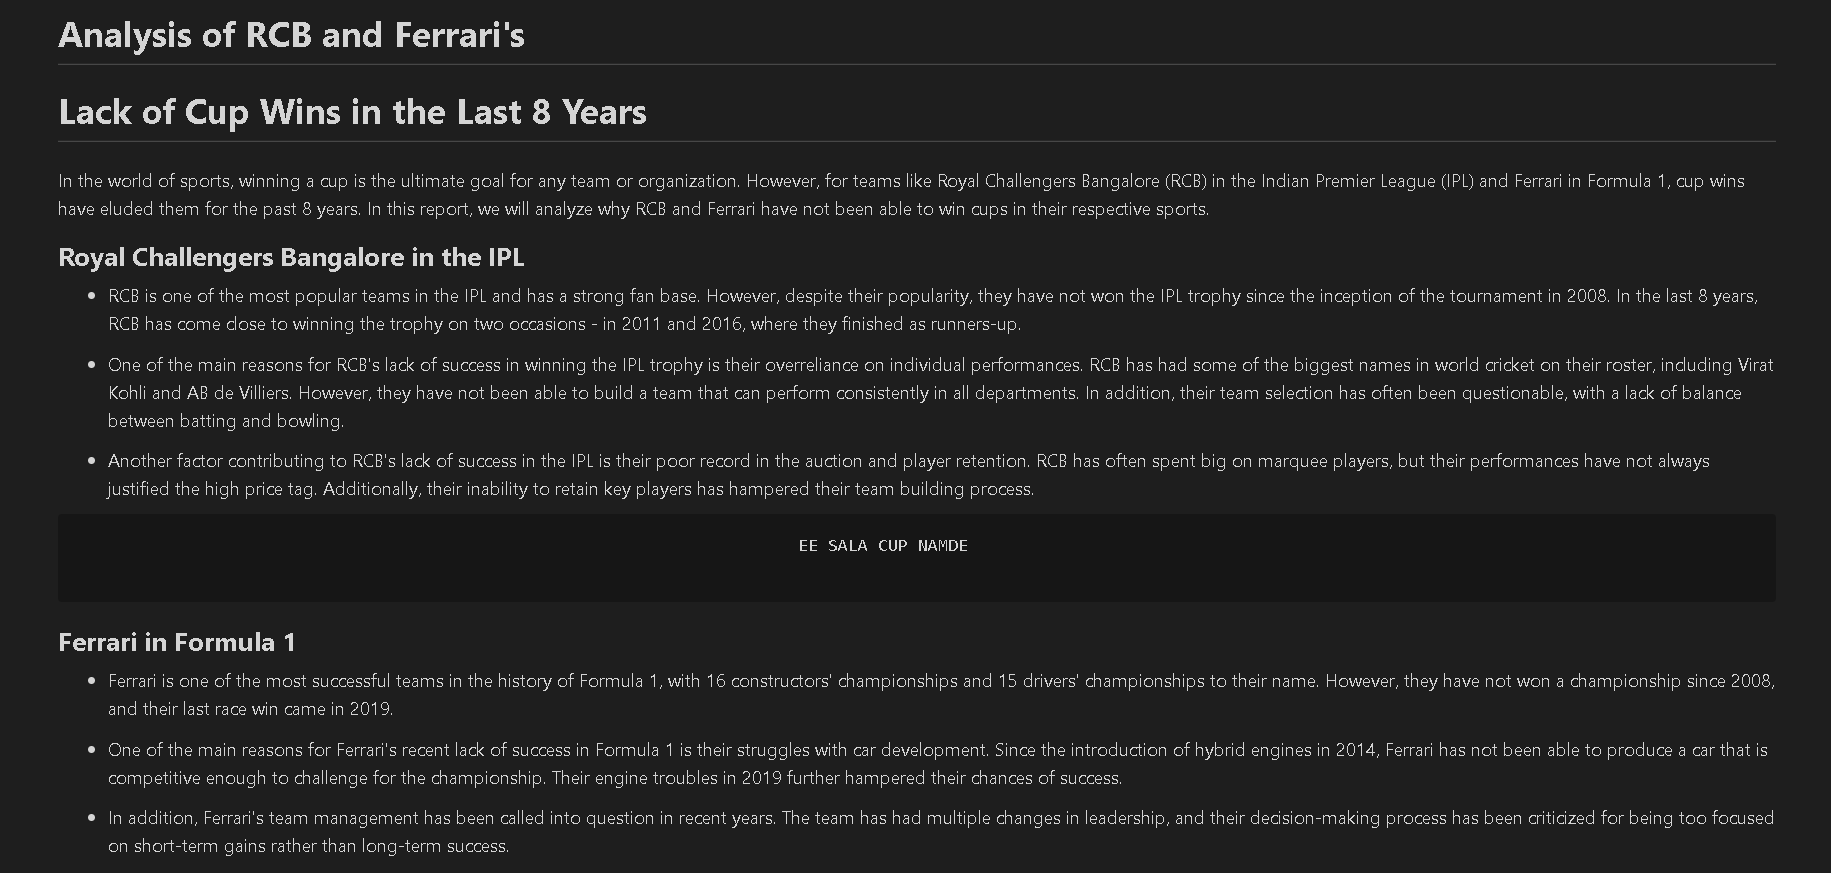 Analysis of RCB and Ferrari's
Lack of Cup Wins in the Last 8 Years
In the world of sports, winning a cup is the ultimate goal for any team or organization. However, for teams like Royal Challengers Bangalore (RCB) in the Indian Premier League (IPL) and Ferrari in Formula 1, cup wins
have eluded them for the past 8 years. In this report, we will analyze why RCB and Ferrari have not been able to win cups in their respective sports.
Royal Challengers Bangalore in the IPL
• RCB is one of the most popular teams in the IPL and has a strong fan base. However, despite their popularity, they have not won the IPL trophy since the inception of the tournament in 2008. In the last 8 years,
RCB has come close to winning the trophy on two occasions - in 2011 and 2016, where they finished as runners-up.
• One of the main reasons for RCB's lack of success in winning the IPL trophy is their overreliance on individual performances. RCB has had some of the biggest names in world cricket on their roster, including Virat
Kohli and AB de Villiers. However, they have not been able to build a team that can perform consistently in all departments. In addition, their team selection has often been questionable, with a lack of balance
between batting and bowling.
• Another factor contributing to RCB's lack of success in the IPL is their poor record in the auction and player retention. RCB has often spent big on marquee players, but their performances have not always
justified the high price tag. Additionally, their inability to retain key players has hampered their team building process.
EE SALA CUP NAMDE
Ferrari in Formula 1
• Ferrari is one of the most successful teams in the history of Formula 1, with 16 constructors' championships and 15 drivers' championships to their name. However, they have not won a championship since 2008,
and their last race win came in 2019.
• One of the main reasons for Ferrari's recent lack of success in Formula 1 is their struggles with car development. Since the introduction of hybrid engines in 2014, Ferrari has not been able to produce a car that is
competitive enough to challenge for the championship. Their engine troubles in 2019 further hampered their chances of success.
• In addition, Ferrari's team management has been called into question in recent years. The team has had multiple changes in leadership, and their decision-making process has been criticized for being too focused
on short-term gains rather than long-term success.